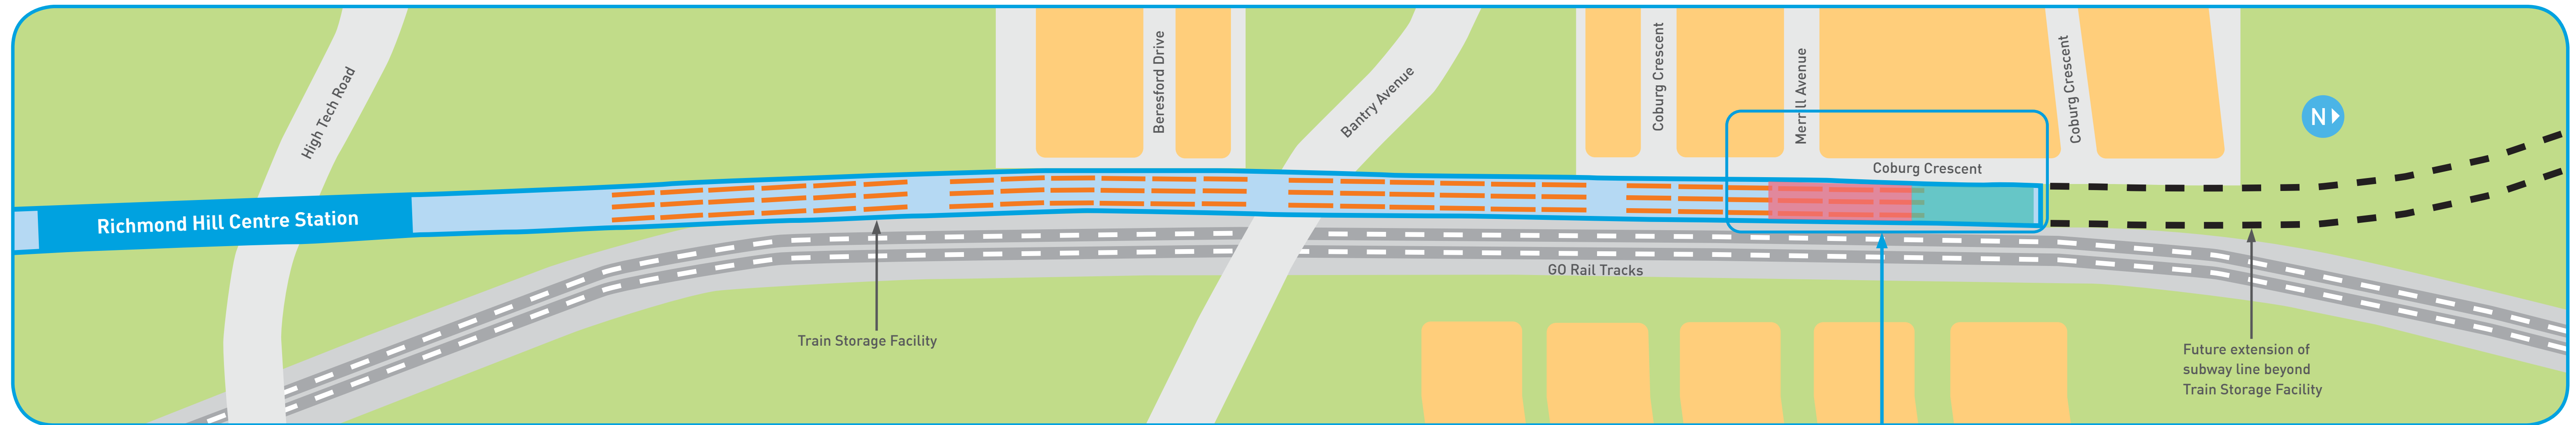 High Tech Road
Beresford Drive
Bantry Avenue
Coburg Crescent
Merrill Avenue
Coburg Crescent
N
Coburg Crescent
Richmond Hill Centre Station
GO Rail Tracks
Train Storage Facility
Future extension of
subway line beyond
Train Storage Facility